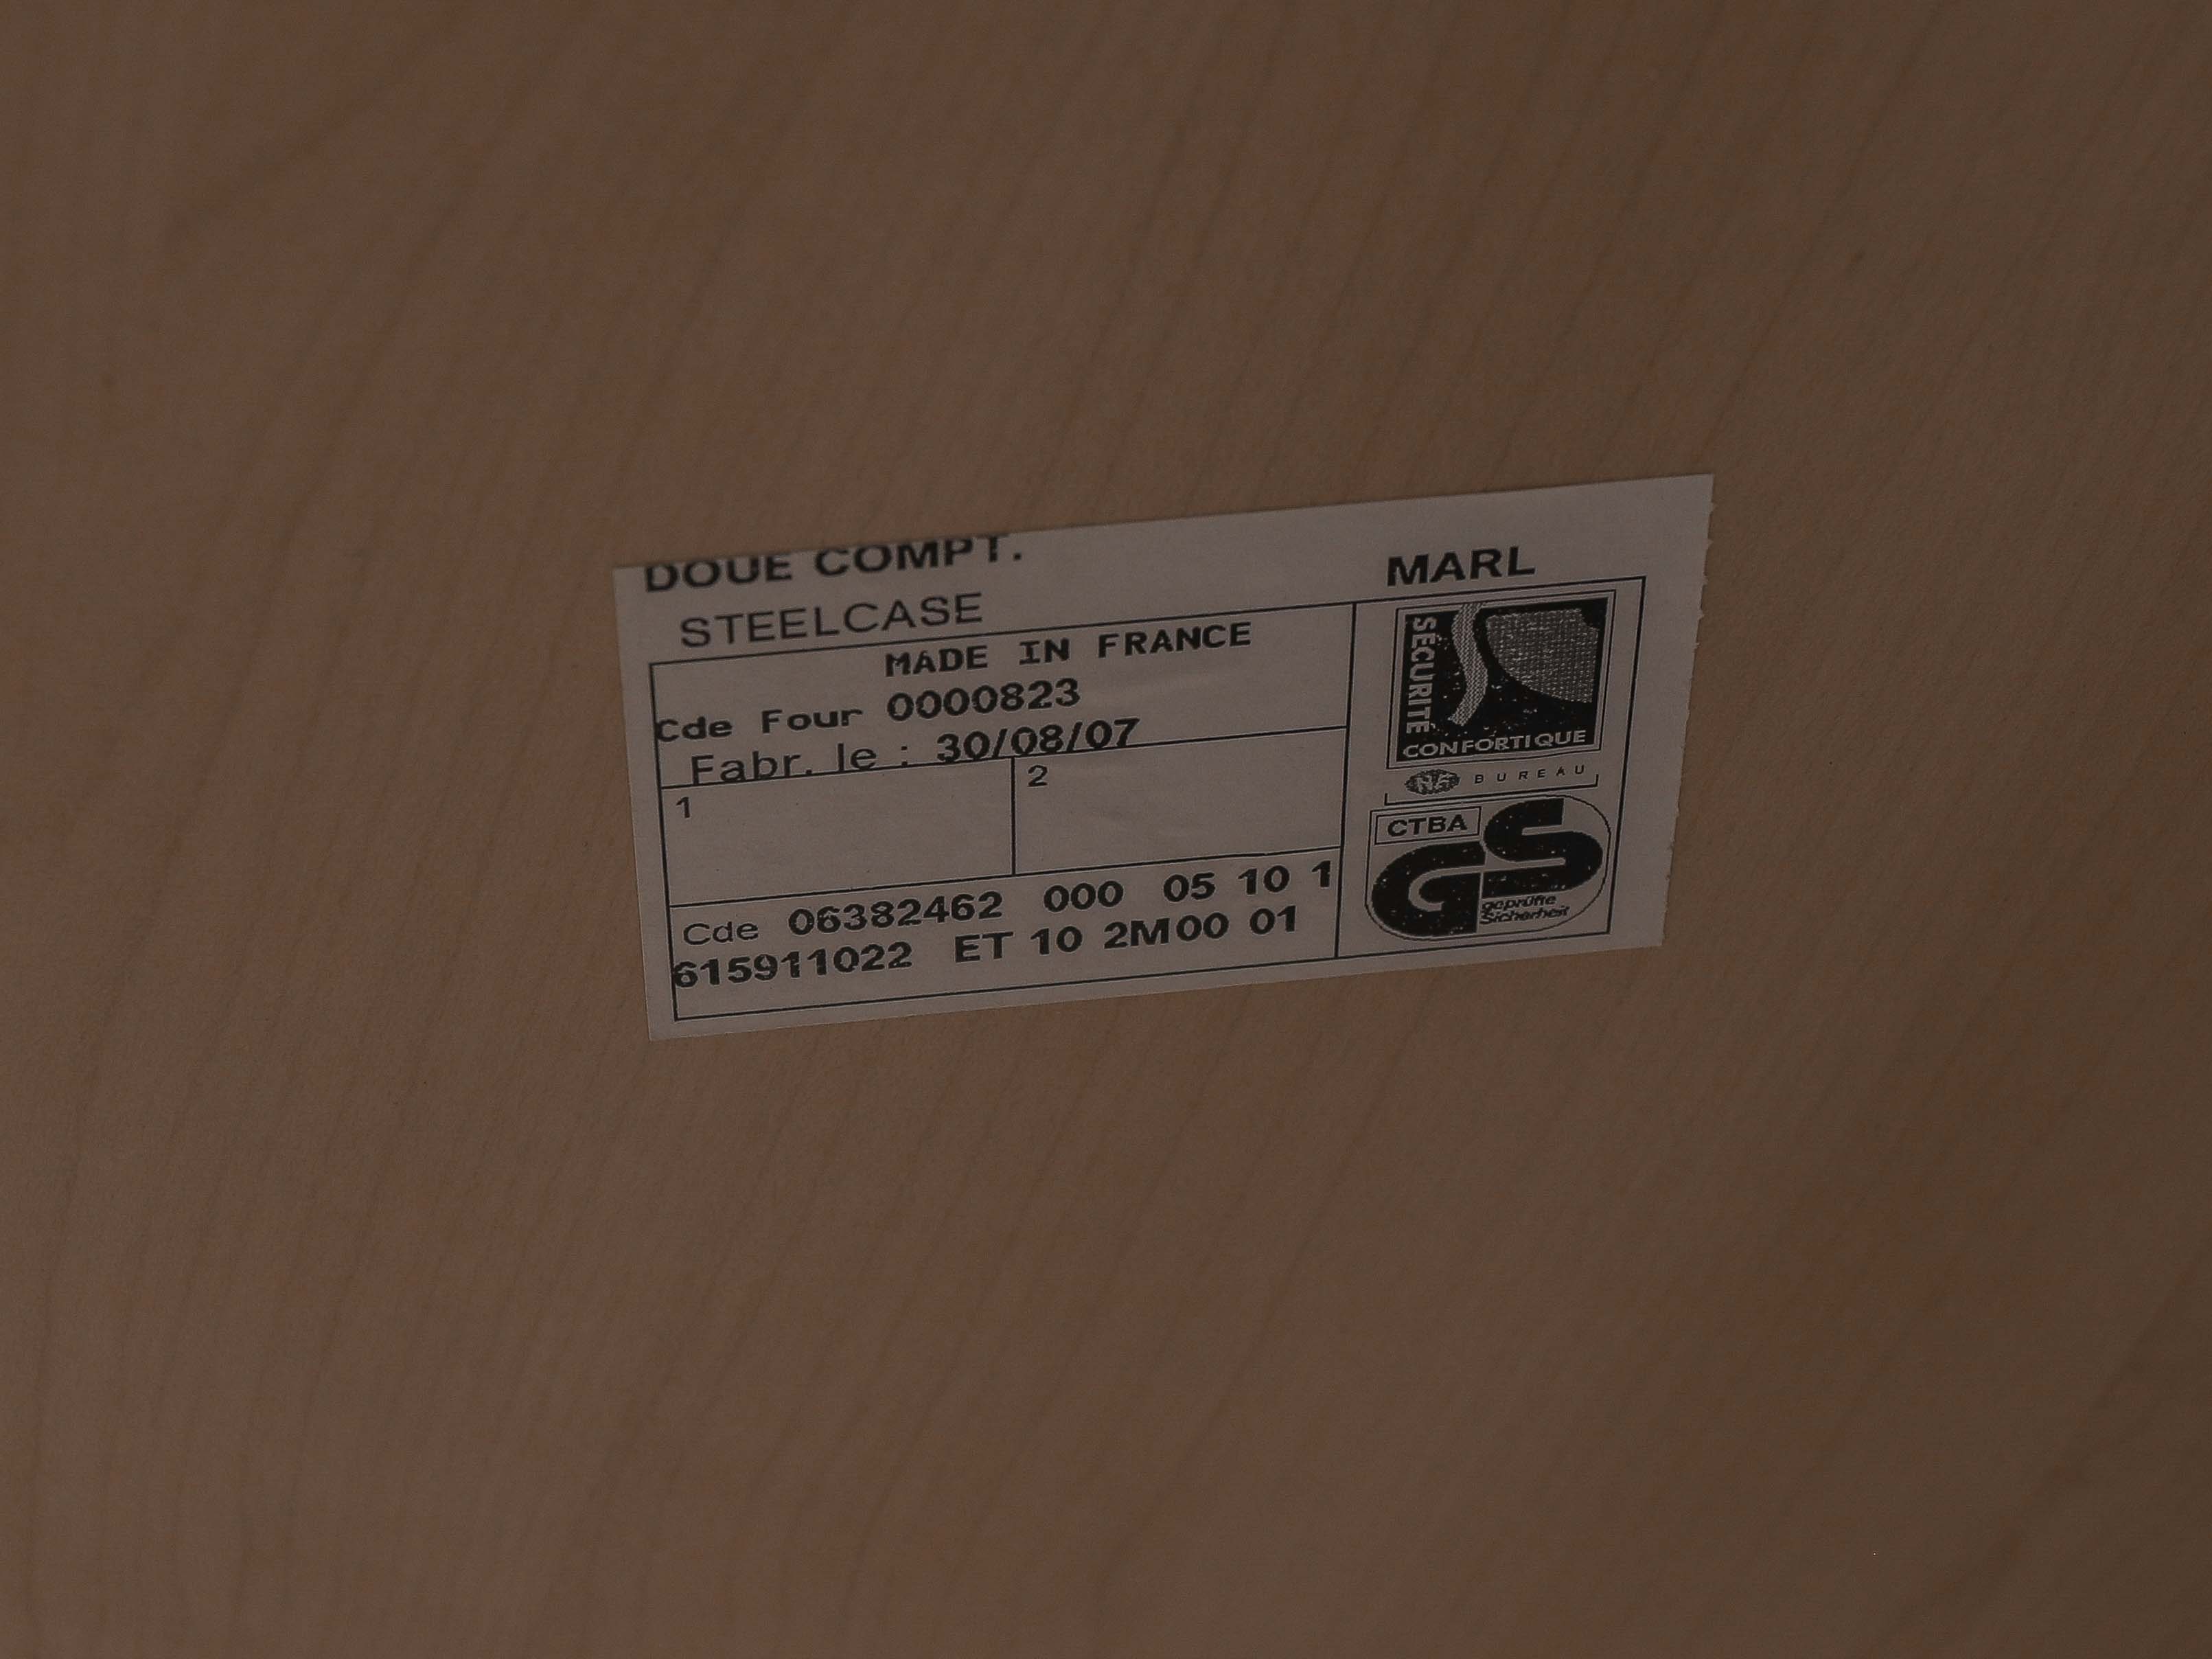 DOUE COMPT.
MARL
STEELCASE
MADE IN FRANCE
Cde Four 0000823
Fabr. le : 30/08/07
1
2
Cde 06382462 000 05 10 1
615911022 ET 10 2M00 01
SÉCURITÉ
CONFORTIQUE
NF BUREAU
CTBA
GS
geprüfte
Sicherheit